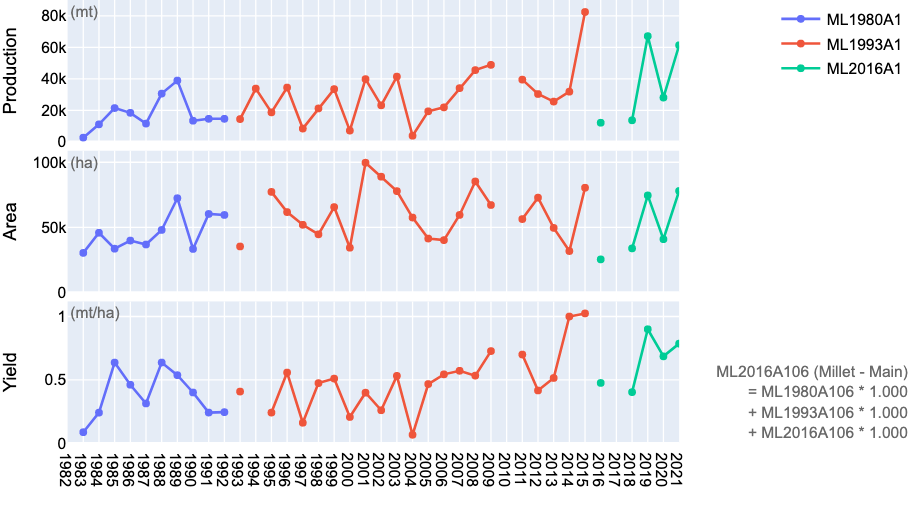 80k
(mt)
60k
40k
20k
0
Production
ML1980A1
ML1993A1
ML2016A1
100k
(ha)
50k
0
Area
1
(mt/ha)
0.5
0
Yield
ML2016A106 (Millet - Main)
= ML1980A106 * 1.000
+ ML1993A106 * 1.000
+ ML2016A106 * 1.000
1982
1983
1984
1985
1986
1987
1988
1989
1990
1991
1992
1993
1994
1995
1996
1997
1998
1999
2000
2001
2002
2003
2004
2005
2006
2007
2008
2009
2010
2011
2012
2013
2014
2015
2016
2017
2018
2019
2020
2021